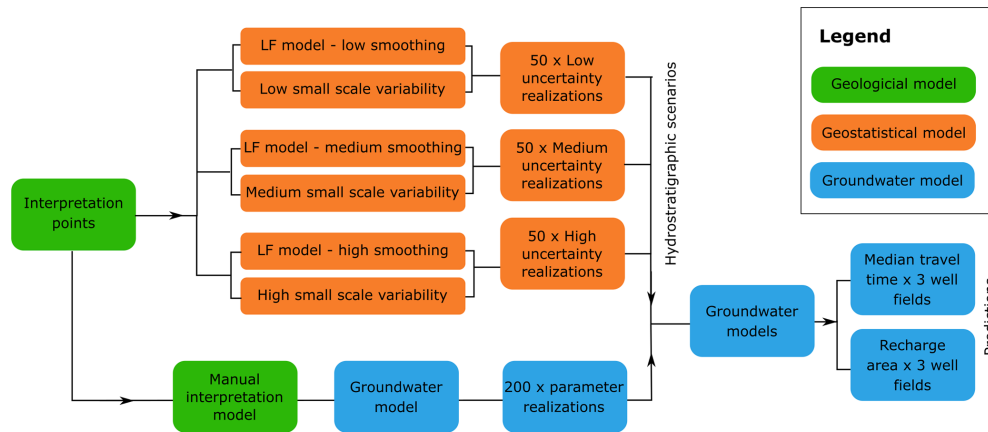 LF model - low smoothing
Low small scale variability
50 x Low
uncertainty
realizations
LF model - medium smoothing
Medium small scale variability
50 x Medium
uncertainty
realizations
Interpretation
points
LF model - high smoothing
High small scale variability
50 x High
uncertainty
realizations
Hydrostratigraphic scenarios
Manual
interpretation
model
Groundwater
model
200 x parameter
realizations
Groundwater
models
Median travel
time x 3 well
fields
Recharge
area x 3 well
fields
Predictions
Legend
Geologicial model
Geostatistical model
Groundwater model